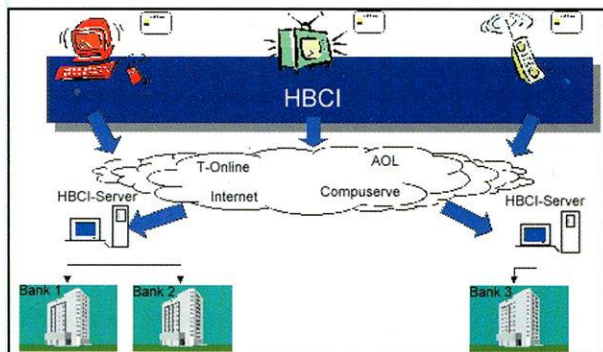 HBCI
T-Online
AOL
Internet
Compuserve
HBCI-Server
HBCI-Server
Bank 1
Bank 2
Bank 3